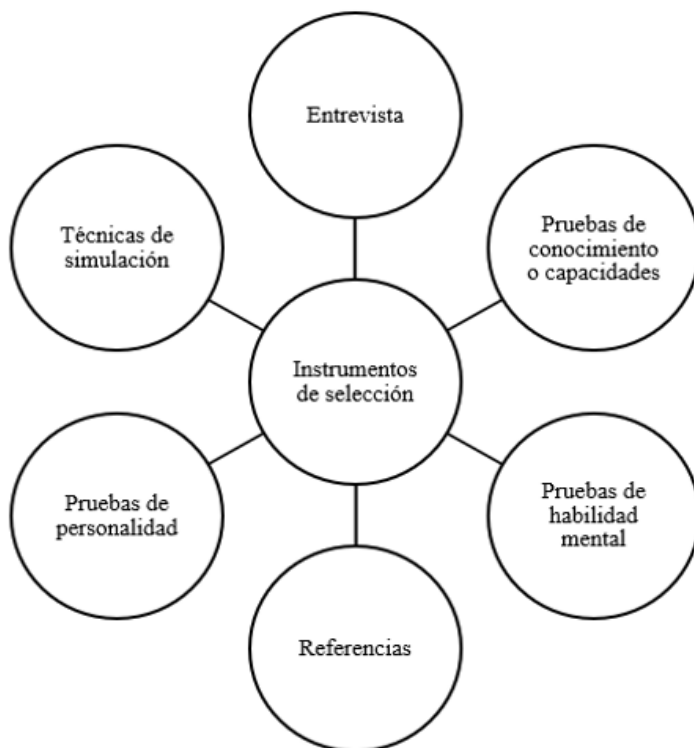 Entrevista
Técnicas de
simulación
Pruebas de
conocimiento
o capacidades
Instrumentos
de selección
Pruebas de
personalidad
Pruebas de
habilidad
mental
Referencias